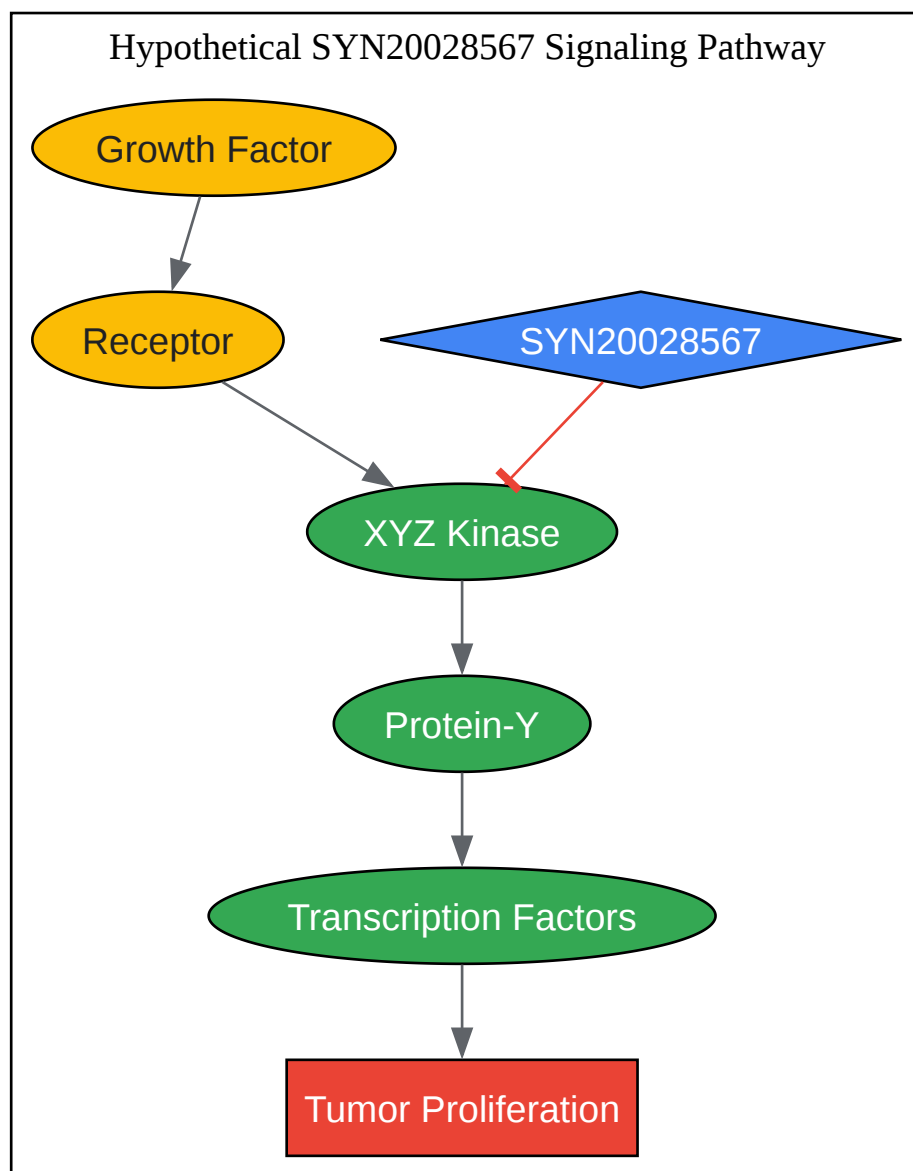 Hypothetical SYN20028567 Signaling Pathway
Growth Factor
Receptor
SYN20028567
XYZ Kinase
Protein-Y
Transcription Factors
Tumor Proliferation